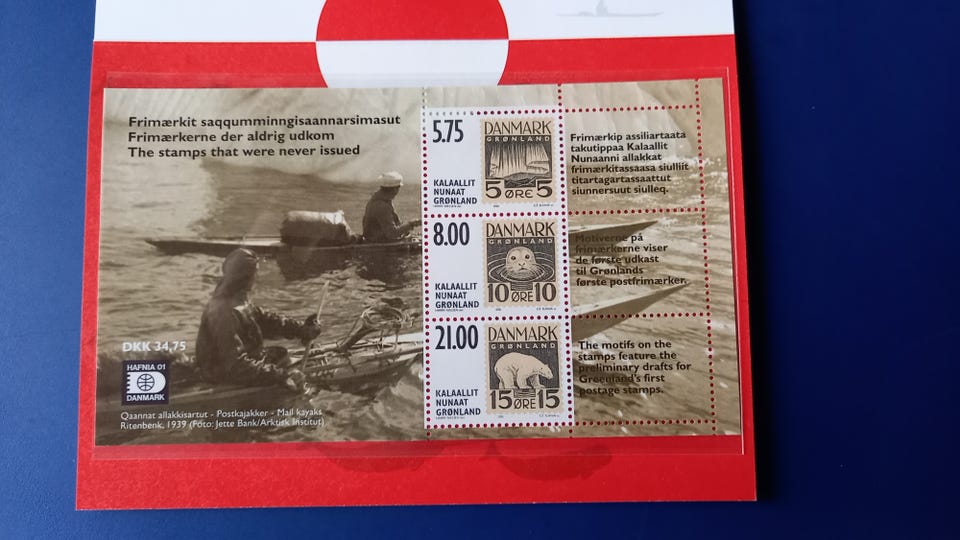 Frimærkit saqqumminngisaannarsimasut
Frimærkerne der aldrig udkom
The stamps that were never issued
5.75
KALAALLIT
NUNAAT
GRØNLAND
DANMARK
GRØNLAND
5 ØRE 5
Frimærkip assiliartaata
takutippaa Kalaallit
Nunaanni allakkat
frimærkitassaasa siulliit
titartagartassaattut
siunnersuut siulleq.
8.00
KALAALLIT
NUNAAT
GRØNLAND
DANMARK
GRØNLAND
10 ØRE 10
Motiverne på
frimærkerne viser
de første udkast
til Grønlands
første postfrimærker.
21.00
KALAALLIT
NUNAAT
GRØNLAND
DANMARK
GRØNLAND
15 ØRE 15
The motifs on the
stamps feature the
preliminary drafts for
Greenland's first
postage stamps.
DKK 34,75
HAFNIA 01
DANMARK
Qaannat allakkisartut - Postkajakker - Mail kayaks
Ritenbenk, 1939 (Foto: Jette Bank/Arktisk Institut)